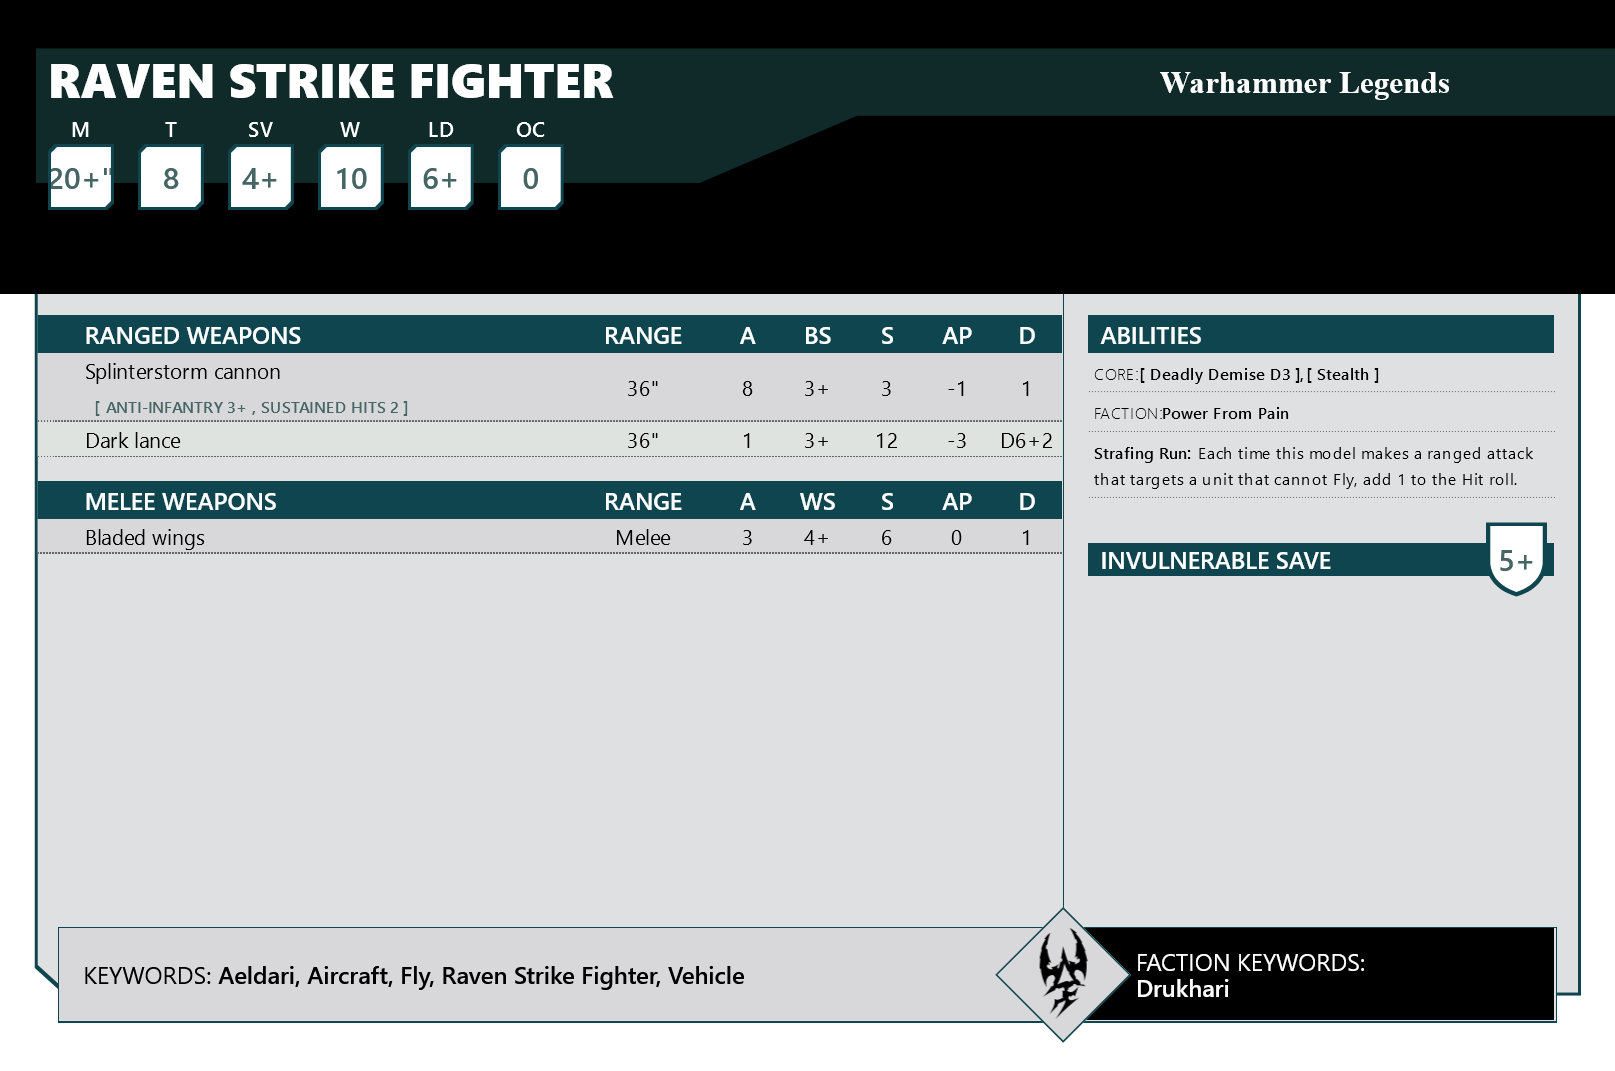 RAVEN STRIKE FIGHTER
Warhammer Legends
M T SV W LD OC
20+" 8 4+ 10 6+ 0
RANGED WEAPONS RANGE A BS S AP D
Splinterstorm cannon 36" 8 3+ 3 -1 1
[ ANTI-INFANTRY 3+ , SUSTAINED HITS 2 ]
Dark lance 36" 1 3+ 12 -3 D6+2
MELEE WEAPONS RANGE A WS S AP D
Bladed wings Melee 3 4+ 6 0 1
ABILITIES
CORE:[ Deadly Demise D3 ], [ Stealth ]
FACTION:Power From Pain
Strafing Run: Each time this model makes a ranged attack
that targets a unit that cannot Fly, add 1 to the Hit roll.
INVULNERABLE SAVE 5+
KEYWORDS: Aeldari, Aircraft, Fly, Raven Strike Fighter, Vehicle
FACTION KEYWORDS:
Drukhari